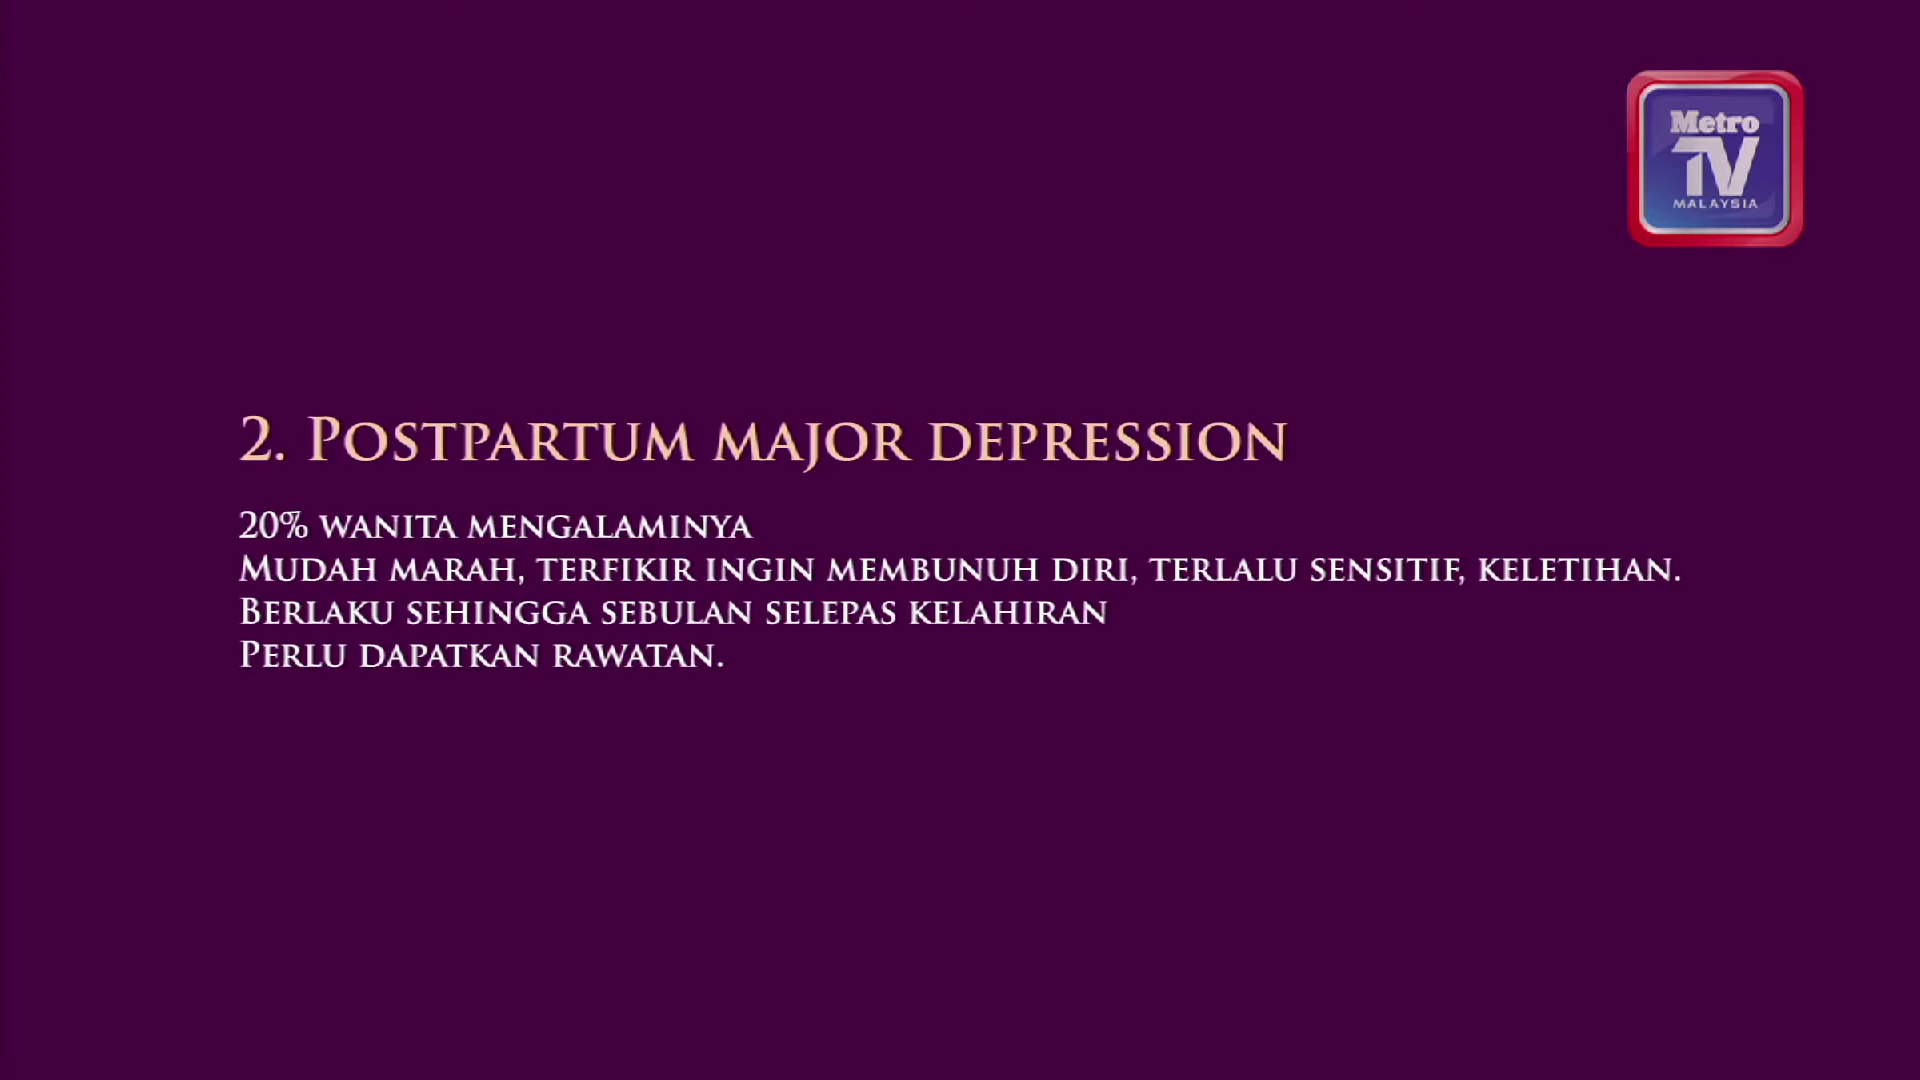 Metro
TV
MALAYSIA
2. Postpartum major depression
20% wanita mengalaminya
Mudah marah, terfikir ingin membunuh diri, terlalu sensitif, keletihan.
Berlaku sehingga sebulan selepas kelahiran
Perlu dapatkan rawatan.